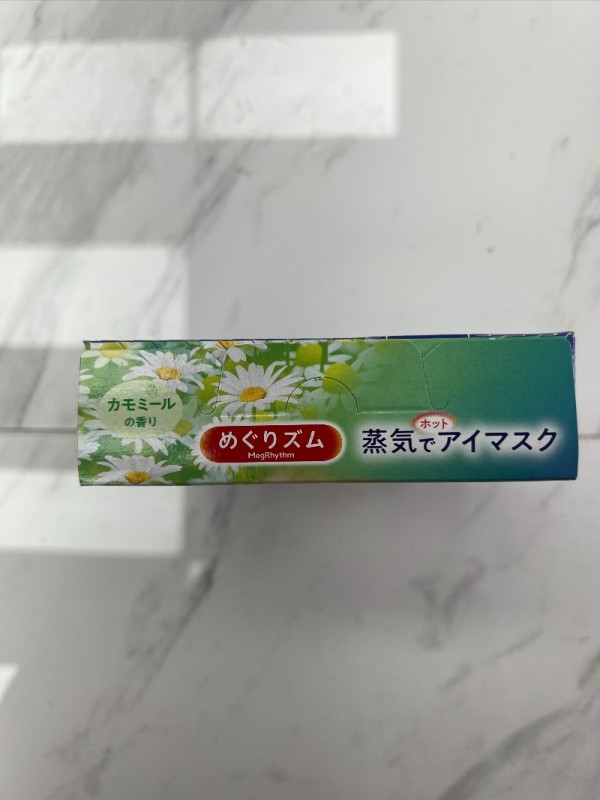 カモミール
の香り
めぐりズム
MegRhythm
蒸気でホットアイマスク